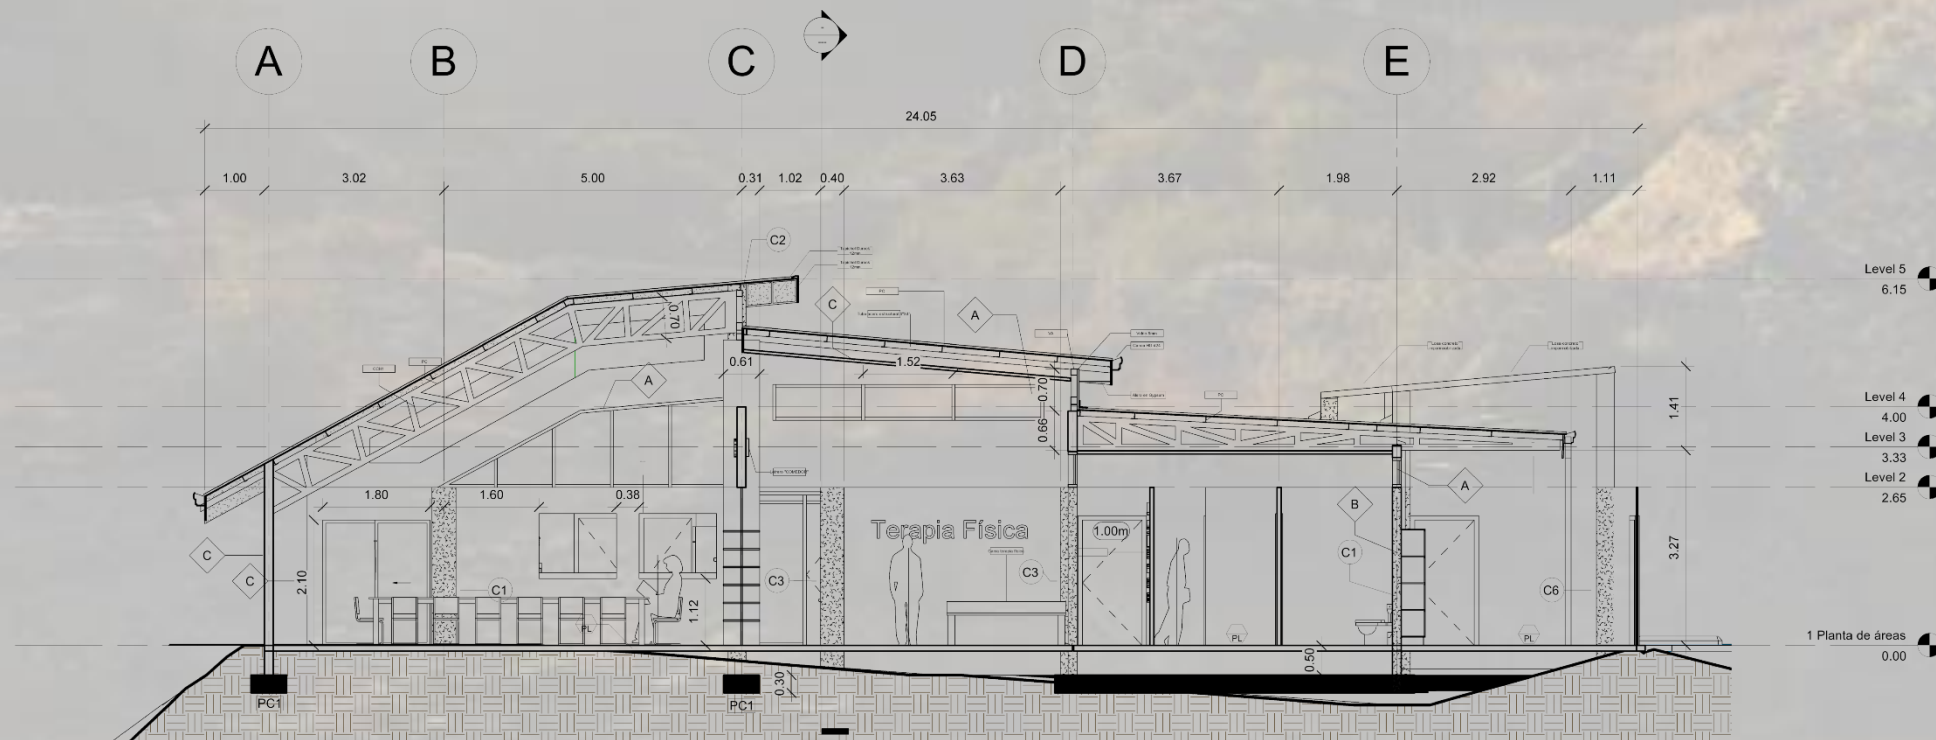 A B C D E
24.05
1.00 3.02 5.00 0.31 1.02 0.40 3.63 3.67 1.98 2.92 1.11
C2
Level 5
6.15
C
A
0.70
0.61
1.52
A
0.70
0.66
1.41
Level 4
4.00
Level 3
3.33
Level 2
2.65
1.80 1.60 0.38
A
B
Terapia Física
1.00m
C
C
2.10
C1
C3
C3
C1
C6
3.27
1.12
PL
PL
PL
1 Planta de áreas
0.00
0.50
0.30
PC1
PC1